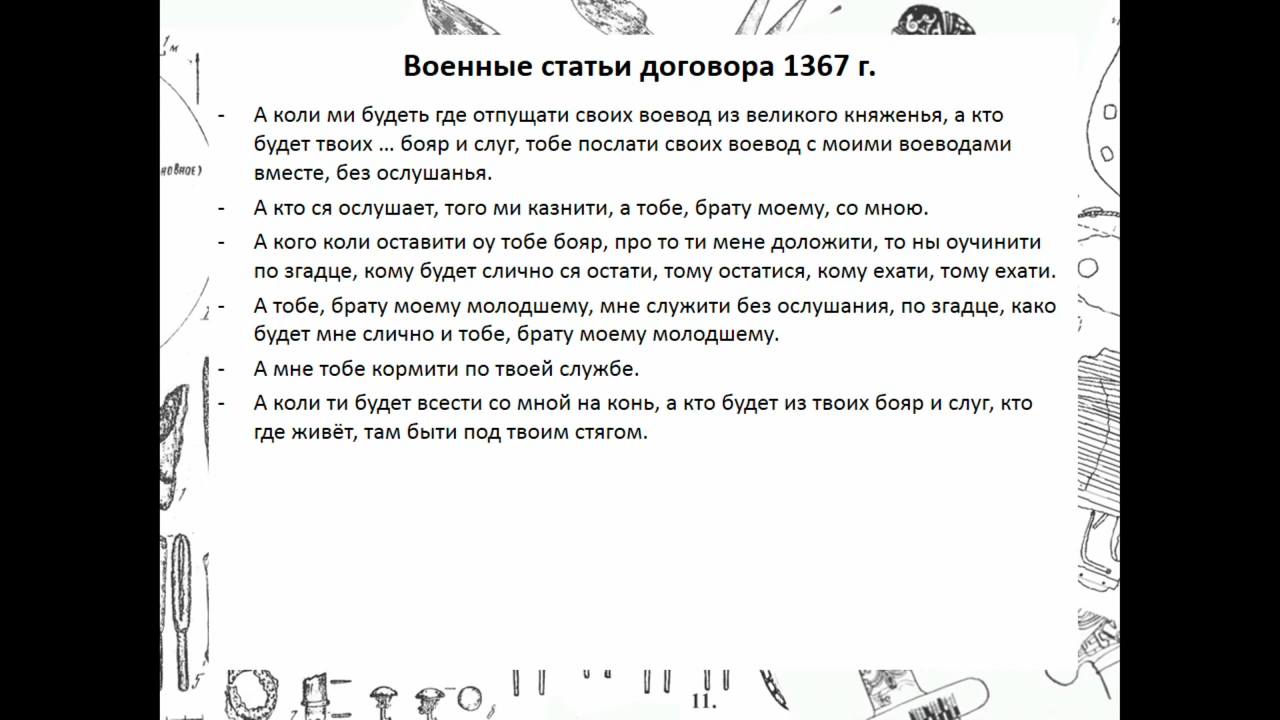 Военные статьи договора 1367 г.
- А коли ми будеть где отпущати своих воевод из великого княженья, а кто
будет твоих ... бояр и слуг, тобе послати своих воевод с моими воеводами
вместе, без ослушанья.
- А кто ся ослушает, того ми казнити, а тобе, брату моему, со мною.
- А кого коли оставити оу тобе бояр, про то ти мене доложити, то ны оучинити
по згадце, кому будет слично ся остати, тому остатися, кому ехати, тому ехати.
- А тобе, брату моему молодшему, мне служити без ослушания, по згадце, како
будет мне слично и тобе, брату моему молодшему.
- А мне тобе кормити по твоей службе.
- А коли ти будет всести со мной на конь, а кто будет из твоих бояр и слуг, кто
где живёт, там быти под твоим стягом.
11.